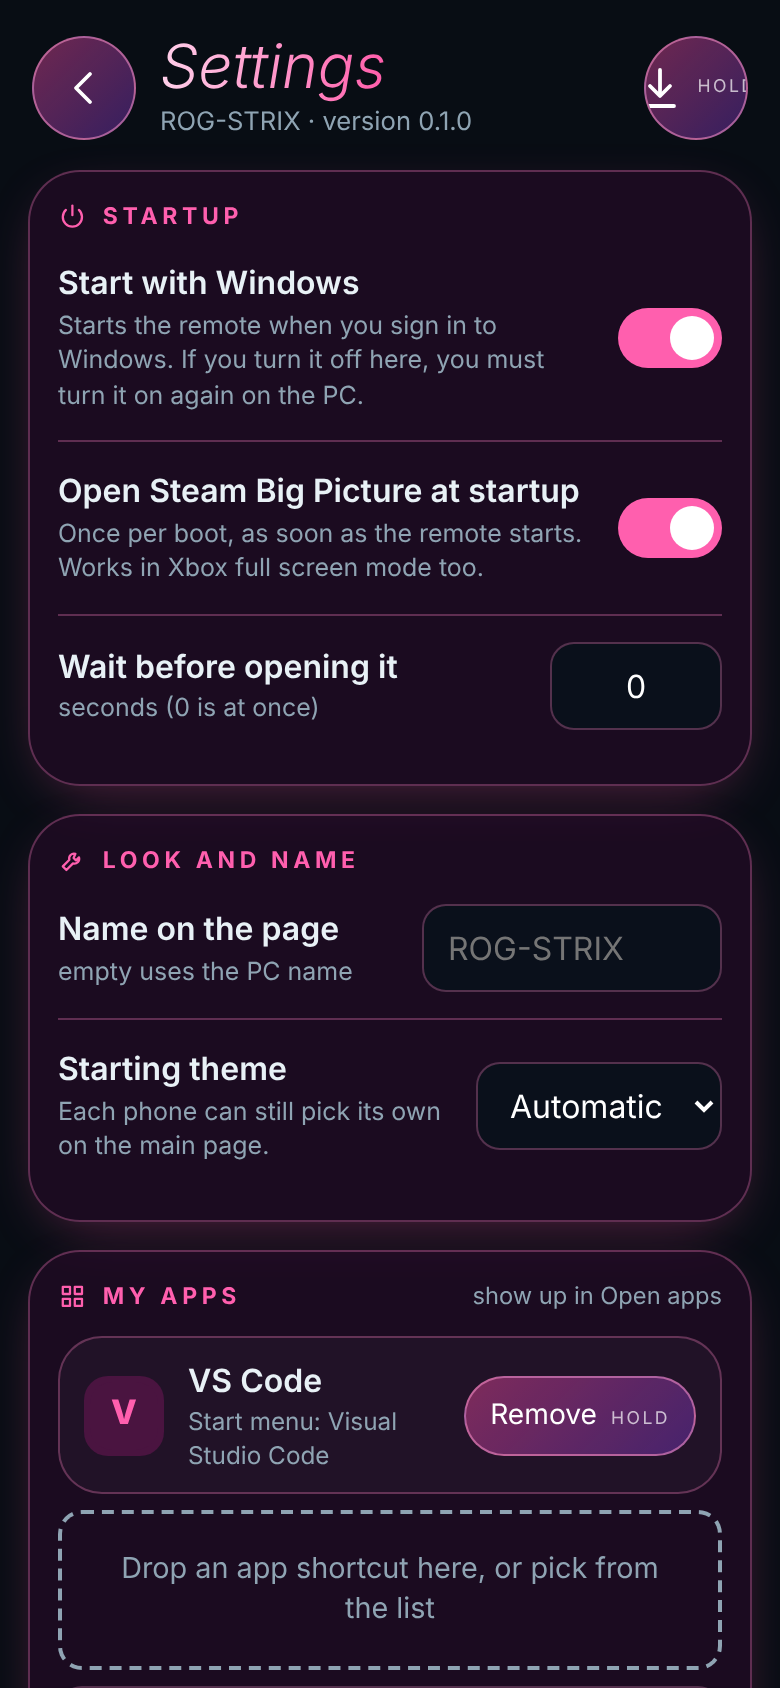 Settings
ROG-STRIX · version 0.1.0
HOLD
STARTUP
Start with Windows
Starts the remote when you sign in to
Windows. If you turn it off here, you must
turn it on again on the PC.
Open Steam Big Picture at startup
Once per boot, as soon as the remote starts.
Works in Xbox full screen mode too.
Wait before opening it
seconds (0 is at once)
0
LOOK AND NAME
Name on the page
empty uses the PC name
ROG-STRIX
Starting theme
Each phone can still pick its own
on the main page.
Automatic
MY APPS
show up in Open apps
V
VS Code
Start menu: Visual
Studio Code
Remove HOLD
Drop an app shortcut here, or pick from
the list